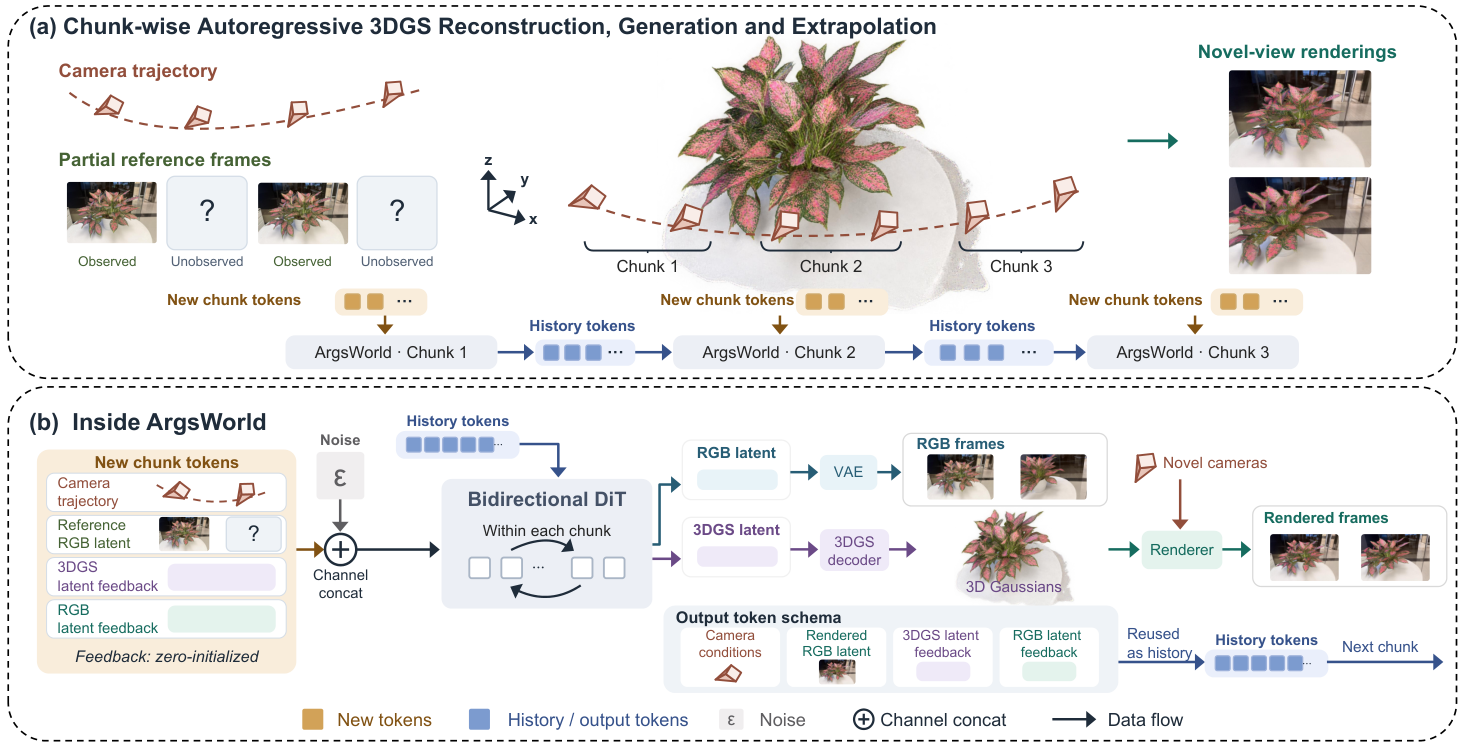 (a) Chunk-wise Autoregressive 3DGS Reconstruction, Generation and Extrapolation
Camera trajectory
Partial reference frames
?
?
Observed
Unobserved
Observed
Unobserved
z
y
x
Chunk 1
Chunk 2
Chunk 3
Novel-view renderings
New chunk tokens
...
New chunk tokens
...
New chunk tokens
...
ArgsWorld · Chunk 1
History tokens
...
ArgsWorld · Chunk 2
History tokens
...
ArgsWorld · Chunk 3
(b) Inside ArgsWorld
New chunk tokens
Camera
trajectory
Reference
RGB latent
?
3DGS
latent feedback
RGB
latent feedback
Feedback: zero-initialized
Noise
ε
Channel
concat
History tokens
...
Bidirectional DiT
Within each chunk
...
RGB latent
VAE
RGB frames
3DGS latent
3DGS
decoder
3D Gaussians
Novel cameras
Renderer
Rendered frames
Output token schema
Camera
conditions
Rendered
RGB latent
3DGS latent
feedback
RGB latent
feedback
Reused
as history
History tokens
...
Next chunk
New tokens
History / output tokens
ε
Noise
Channel concat
Data flow